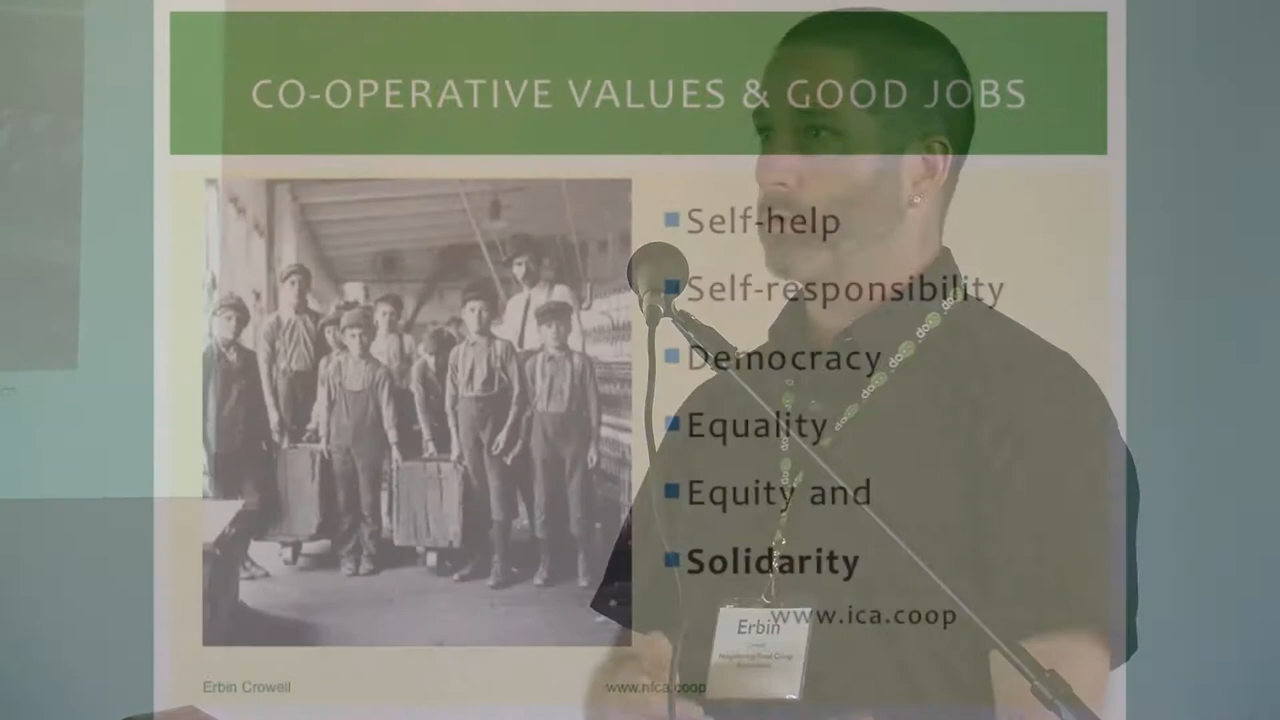 CO-OPERATIVE VALUES & GOOD JOBS
Self-help
Self-responsibility
Democracy
Equality
Equity and
Solidarity
www.ica.coop
Erbin
Erbin Crowell
www.nfca.coop